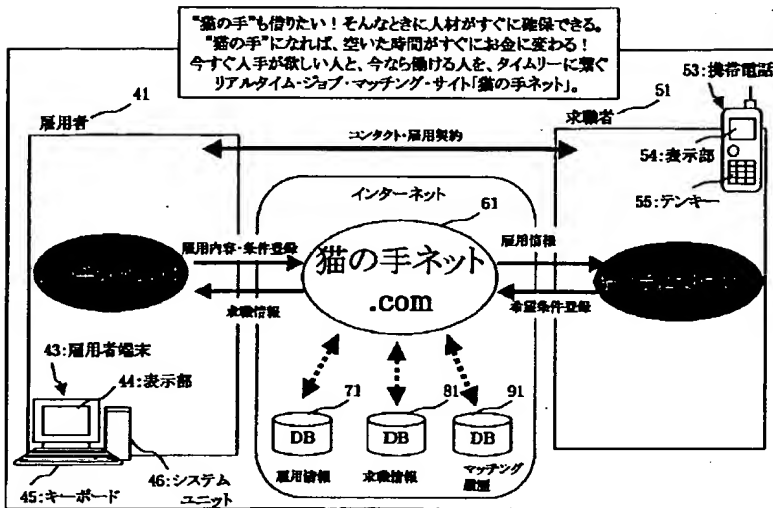 “猫の手”も借りたい！そんなときに人材がすぐに確保できる。
“猫の手”になれば、空いた時間がすぐにお金に変わる！
今すぐ人手が欲しい人と、今なら働ける人を、タイムリーに繋ぐ
リアルタイム・ジョブ・マッチング・サイト「猫の手ネット」。
41
雇用者
51
求職者
53:携帯電話
54:表示部
55:テンキー
コンタクト・雇用契約
インターネット
61
雇用内容・条件登録
求職情報
猫の手ネット
.com
雇用情報
希望条件登録
43:雇用者端末
44:表示部
45:キーボード
46:システム
ユニット
71
81
91
DB
DB
DB
雇用情報
求職情報
マッチング
履歴